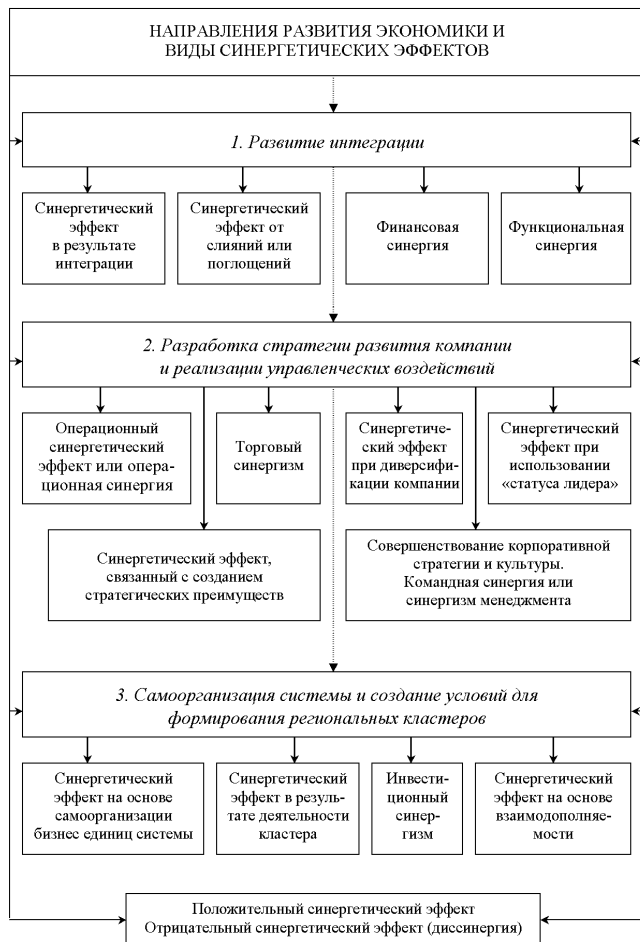 НАПРАВЛЕНИЯ РАЗВИТИЯ ЭКОНОМИКИ И
ВИДЫ СИНЕРГЕТИЧЕСКИХ ЭФФЕКТОВ
1. Развитие интеграции
Синергетический
эффект
в результате
интеграции
Синергетический
эффект от
слияний или
поглощений
Финансовая
синергия
Функциональная
синергия
2. Разработка стратегии развития компании
и реализации управленческих воздействий
Операционный
синергетический
эффект или опера-
ционная синергия
Торговый
синергизм
Синергетиче-
ский эффект
при диверсифи-
кации компании
Синергетический
эффект при
использовании
«статуса лидера»
Синергетический эффект,
связанный с созданием
стратегических преимуществ
Совершенствование корпоративной
стратегии и культуры.
Командная синергия или
синергизм менеджмента
3. Самоорганизация системы и создание условий для
формирования региональных кластеров
Синергетический
эффект на основе
самоорганизации
бизнес единиц системы
Синергетический
эффект в резуль-
тате деятельности
кластера
Инвести-
ционный
синер-
гизм
Синергетический
эффект на основе
взаимодополняе-
мости
Положительный синергетический эффект
Отрицательный синергетический эффект (диссинергия)